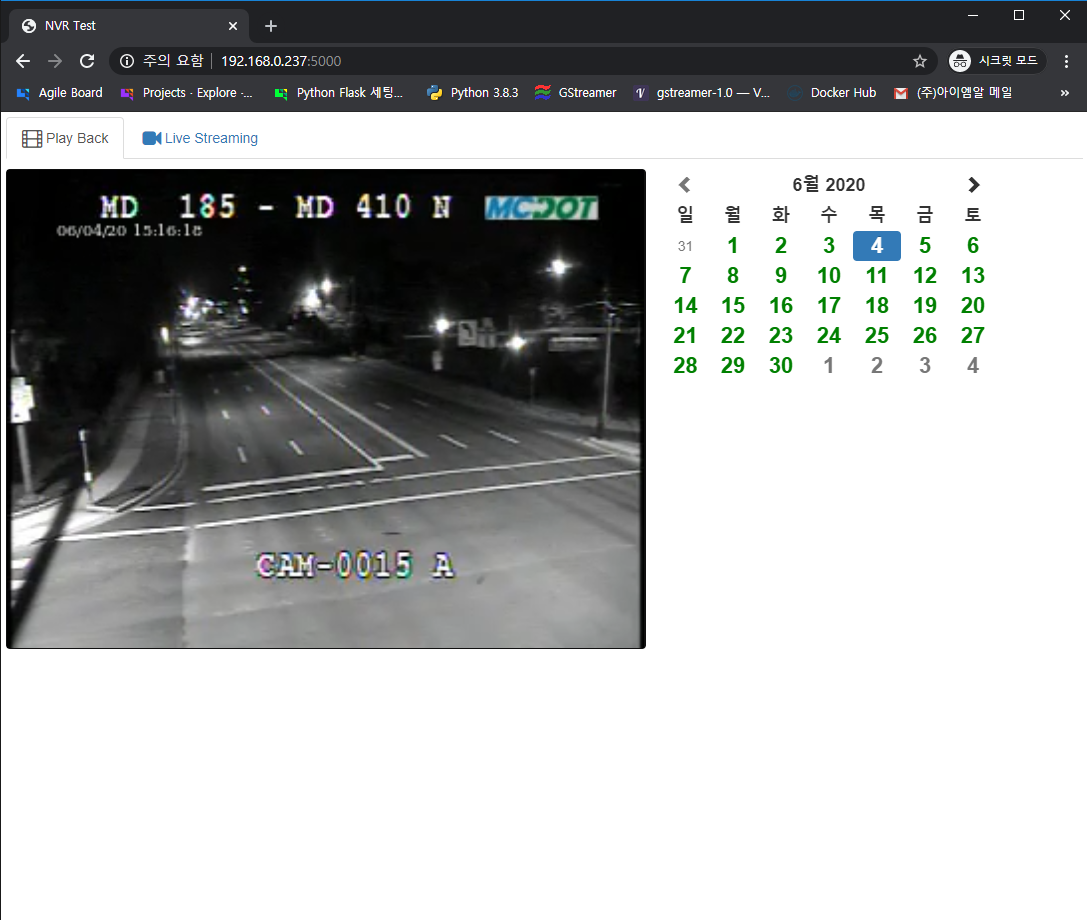 NVR Test
주의 요함 192.168.0.237:5000 시크릿 모드
Agile Board Projects · Explore ·... Python Flask 세팅... Python 3.8.3 GStreamer gstreamer-1.0 — V... Docker Hub (주)아이엠알 메일 »
Play Back Live Streaming
MD 185 - MD 410 N MCDOT
06/04/20 15:16:18
CAM-0015 A
6월 2020
일 월 화 수 목 금 토
31 1 2 3 4 5 6
7 8 9 10 11 12 13
14 15 16 17 18 19 20
21 22 23 24 25 26 27
28 29 30 1 2 3 4